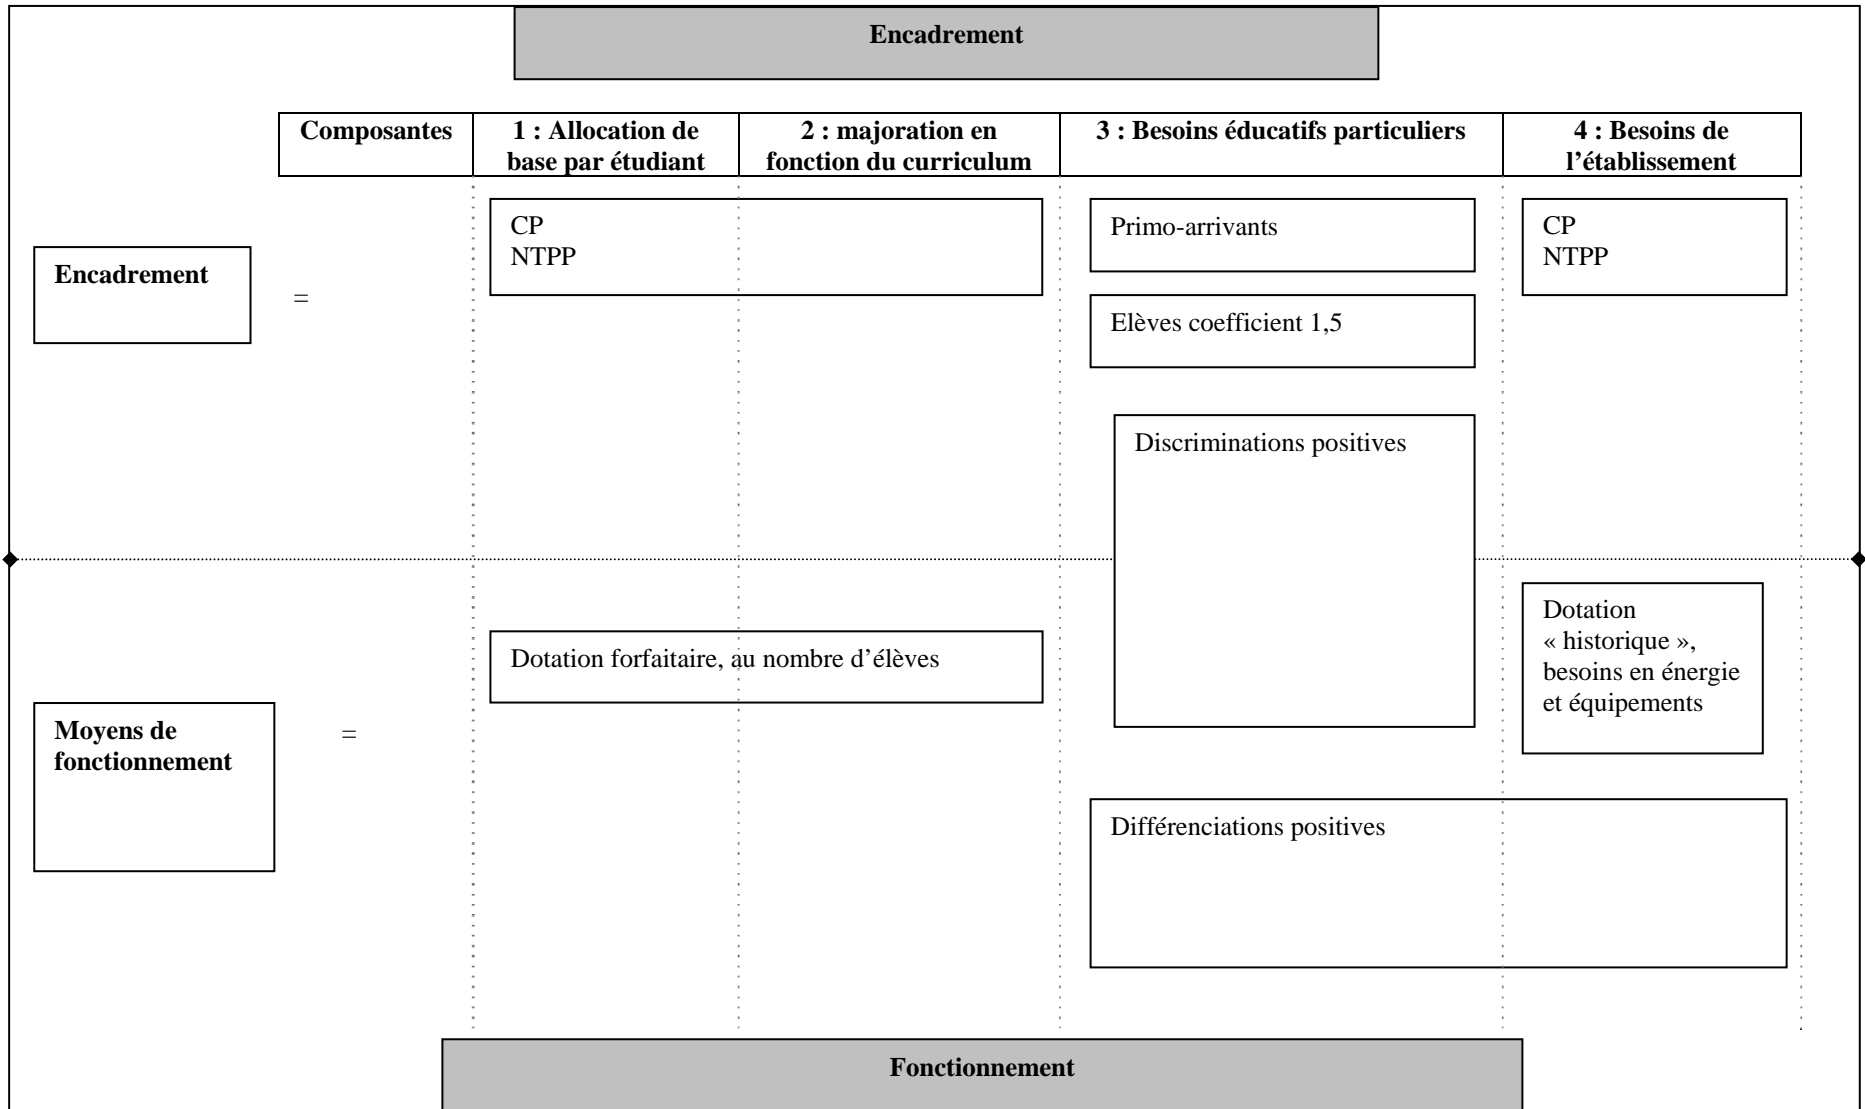 Encadrement
Composantes
1 : Allocation de
base par étudiant
2 : majoration en
fonction du curriculum
3 : Besoins éducatifs particuliers
4 : Besoins de
l’établissement
Encadrement
=
CP
NTPP
Primo-arrivants
Elèves coefficient 1,5
CP
NTPP
Discriminations positives
Moyens de
fonctionnement
=
Dotation forfaitaire, au nombre d’élèves
Dotation
« historique »,
besoins en énergie
et équipements
Différenciations positives
Fonctionnement